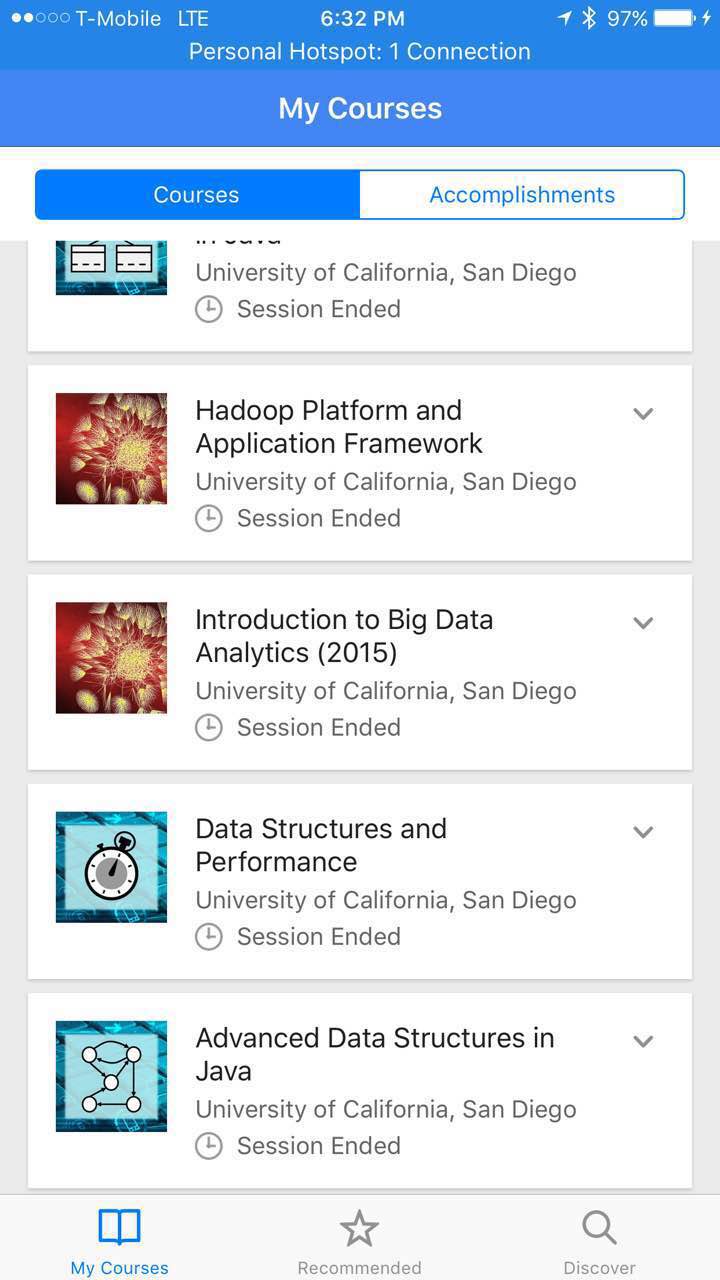 T-Mobile LTE 6:32 PM 97%
Personal Hotspot: 1 Connection
My Courses
Courses Accomplishments
in Java
University of California, San Diego
Session Ended
Hadoop Platform and
Application Framework
University of California, San Diego
Session Ended
Introduction to Big Data
Analytics (2015)
University of California, San Diego
Session Ended
Data Structures and
Performance
University of California, San Diego
Session Ended
Advanced Data Structures in
Java
University of California, San Diego
Session Ended
My Courses Recommended Discover